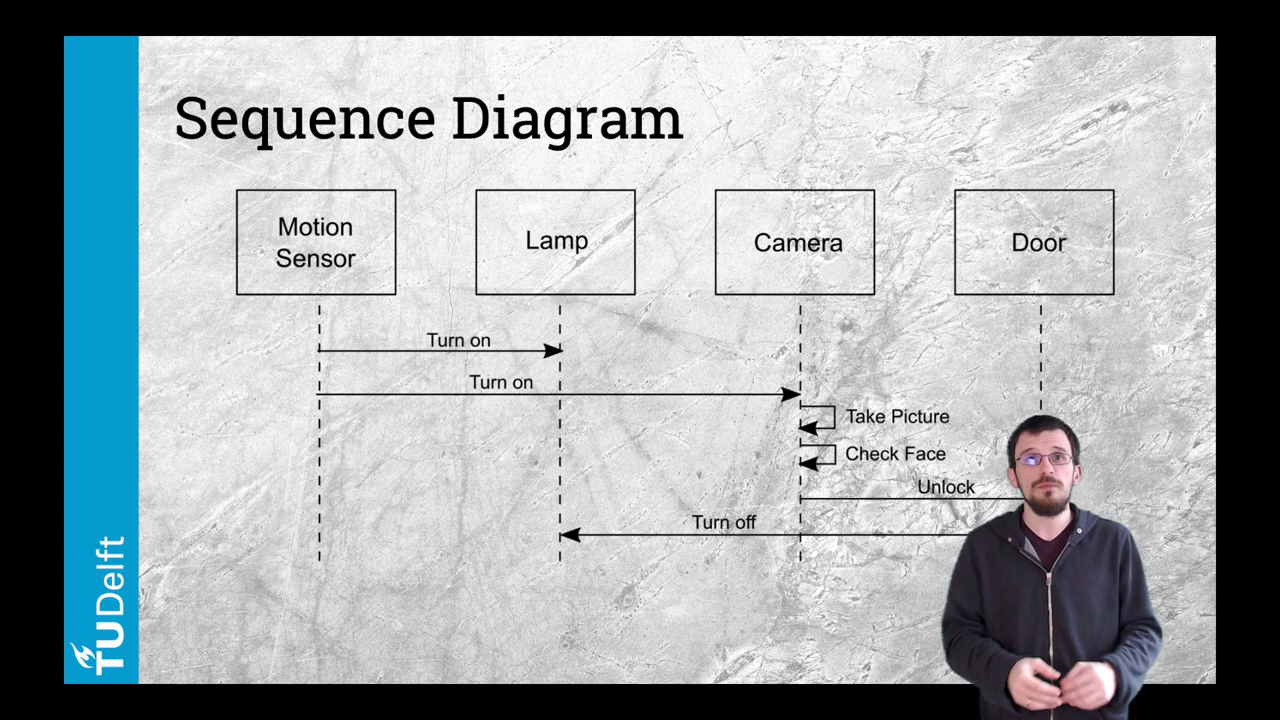 Sequence Diagram
Motion
Sensor
Lamp
Camera
Door
Turn on
Turn on
Take Picture
Check Face
Unlock
Turn off
TUDelft